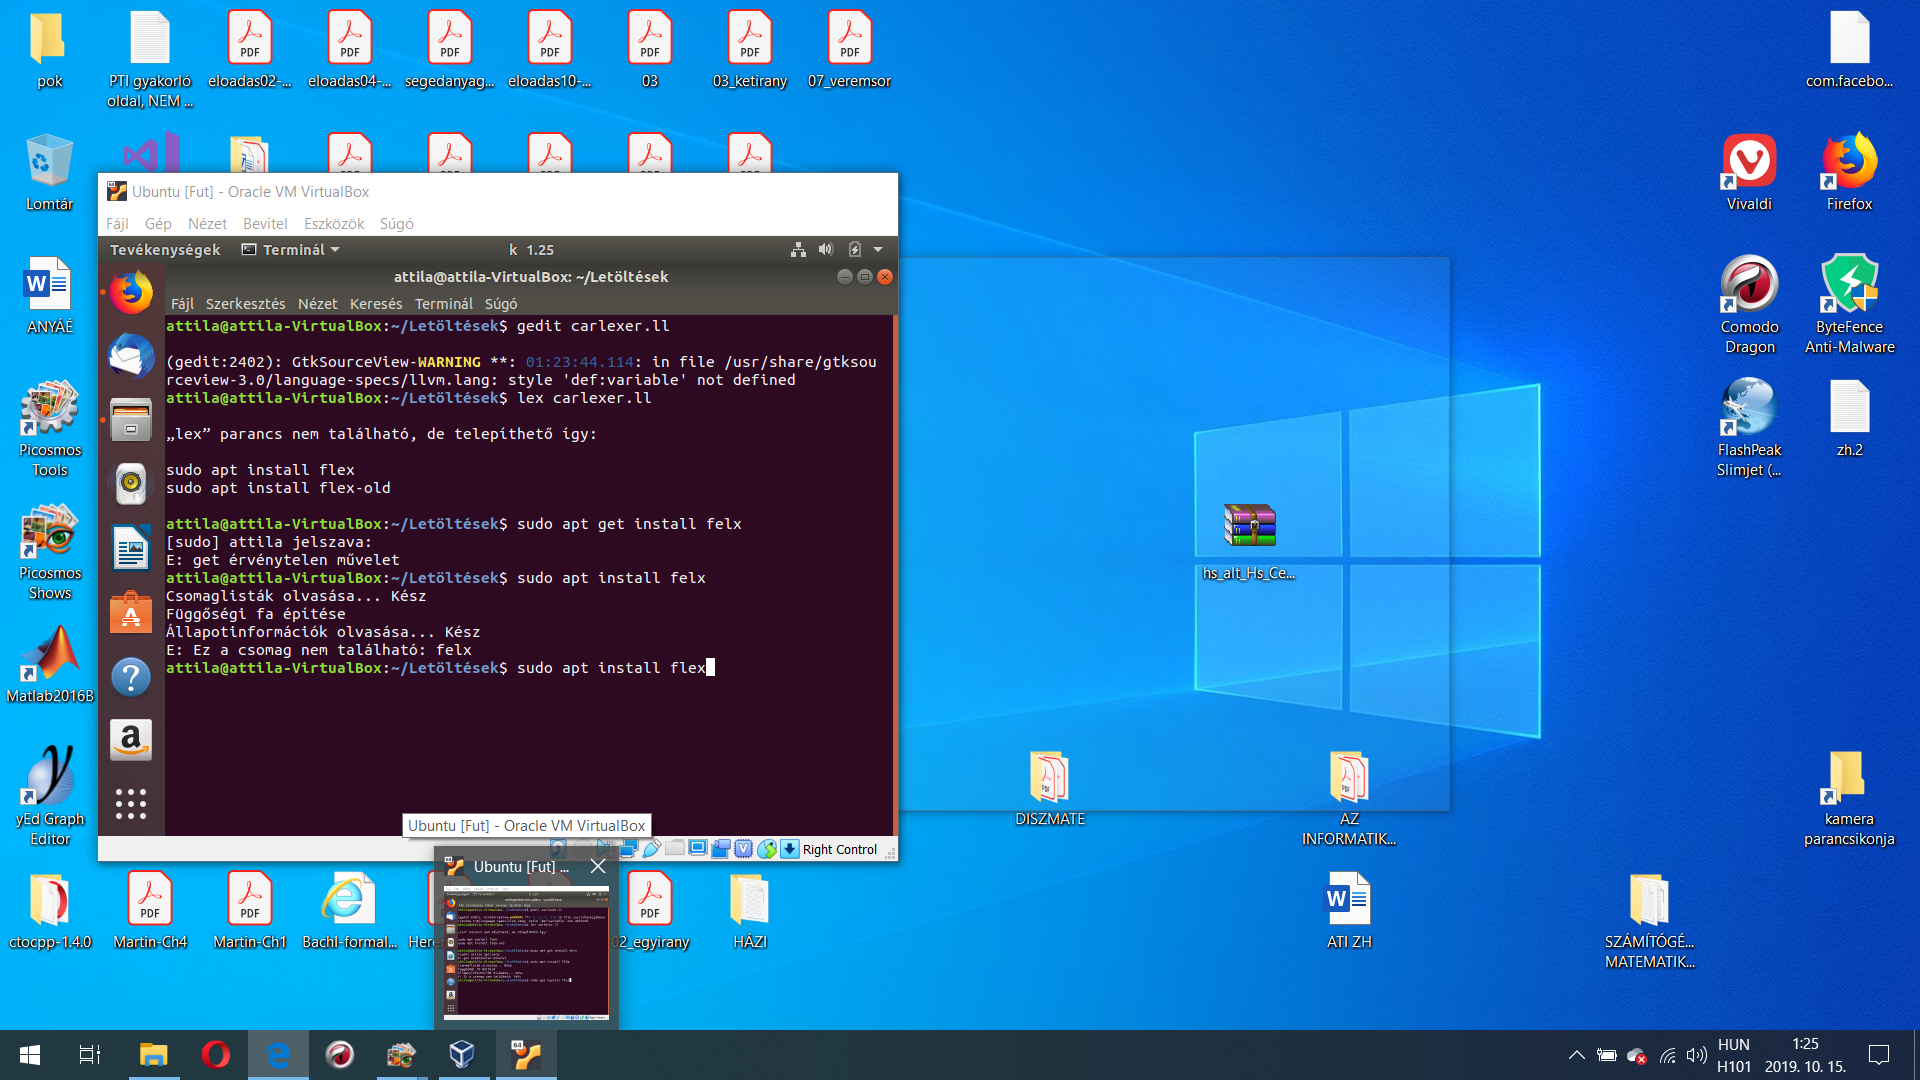 pok
PTI gyakorló
oldal, NEM ...
eloadas02-...
eloadas04-...
segedanyag...
eloadas10-...
03
03_ketirany
07_veremsor
com.facebo...
Lomtár
Vivaldi
Firefox
ANYÁÉ
Comodo
Dragon
ByteFence
Anti-Malware
Picosmos
Tools
FlashPeak
Slimjet (...
zh.2
Picosmos
Shows
hs_alt_Hs_Ce...
Matlab2016B
yEd Graph
Editor
DISZMATE
AZ
INFORMATIK...
kamera
parancsikonja
ctocpp-1.4.0
Martin-Ch4
Martin-Ch1
Bachl-formal...
02_egyirany
HÁZI
ATI ZH
SZÁMÍTÓGÉ...
MATEMATIK...
Ubuntu [Fut] - Oracle VM VirtualBox
Fájl Gép Nézet Bevitel Eszközök Súgó
Tevékenységek Terminál k 1.25
attila@attila-VirtualBox: ~/Letöltések
Fájl Szerkesztés Nézet Keresés Terminál Súgó
attila@attila-VirtualBox:~/Letöltések$ gedit carlexer.ll
(gedit:2402): GtkSourceView-WARNING **: 01:23:44.114: in file /usr/share/gtksou
rceview-3.0/language-specs/llvm.lang: style 'def:variable' not defined
attila@attila-VirtualBox:~/Letöltések$ lex carlexer.ll
„lex” parancs nem található, de telepíthető így:
sudo apt install flex
sudo apt install flex-old
attila@attila-VirtualBox:~/Letöltések$ sudo apt get install felx
[sudo] attila jelszava:
E: get érvénytelen művelet
attila@attila-VirtualBox:~/Letöltések$ sudo apt install felx
Csomaglisták olvasása... Kész
Függőségi fa építése
Állapotinformációk olvasása... Kész
E: Ez a csomag nem található: felx
attila@attila-VirtualBox:~/Letöltések$ sudo apt install flex
Ubuntu [Fut] - Oracle VM VirtualBox
Right Control
Ubuntu [Fut] ...
HUN
H101
1:25
2019. 10. 15.